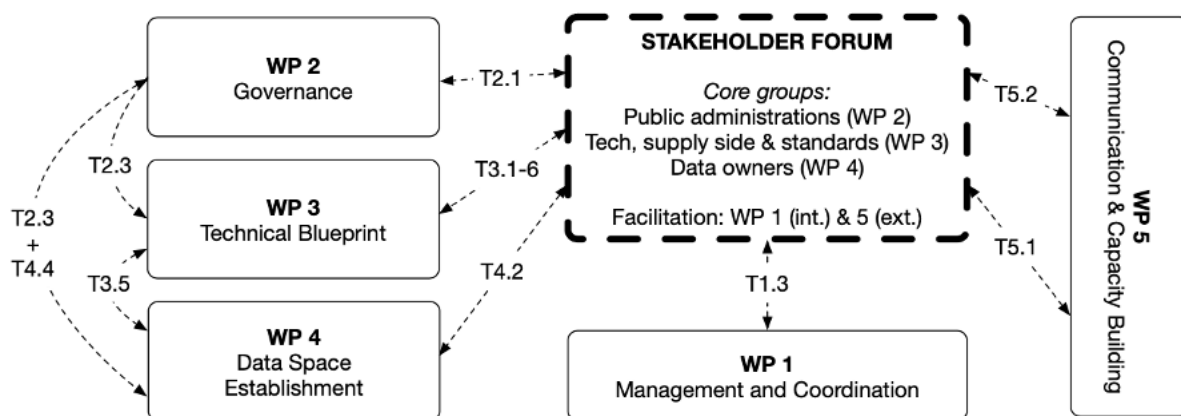 WP 2
Governance
T2.1
T2.3
T2.3
+
T4.4
WP 3
Technical Blueprint
T3.1-6
T3.5
WP 4
Data Space
Establishment
T4.2
STAKEHOLDER FORUM
Core groups:
Public administrations (WP 2)
Tech, supply side & standards (WP 3)
Data owners (WP 4)
Facilitation: WP 1 (int.) & 5 (ext.)
T1.3
WP 1
Management and Coordination
T5.2
T5.1
WP 5
Communication & Capacity Building